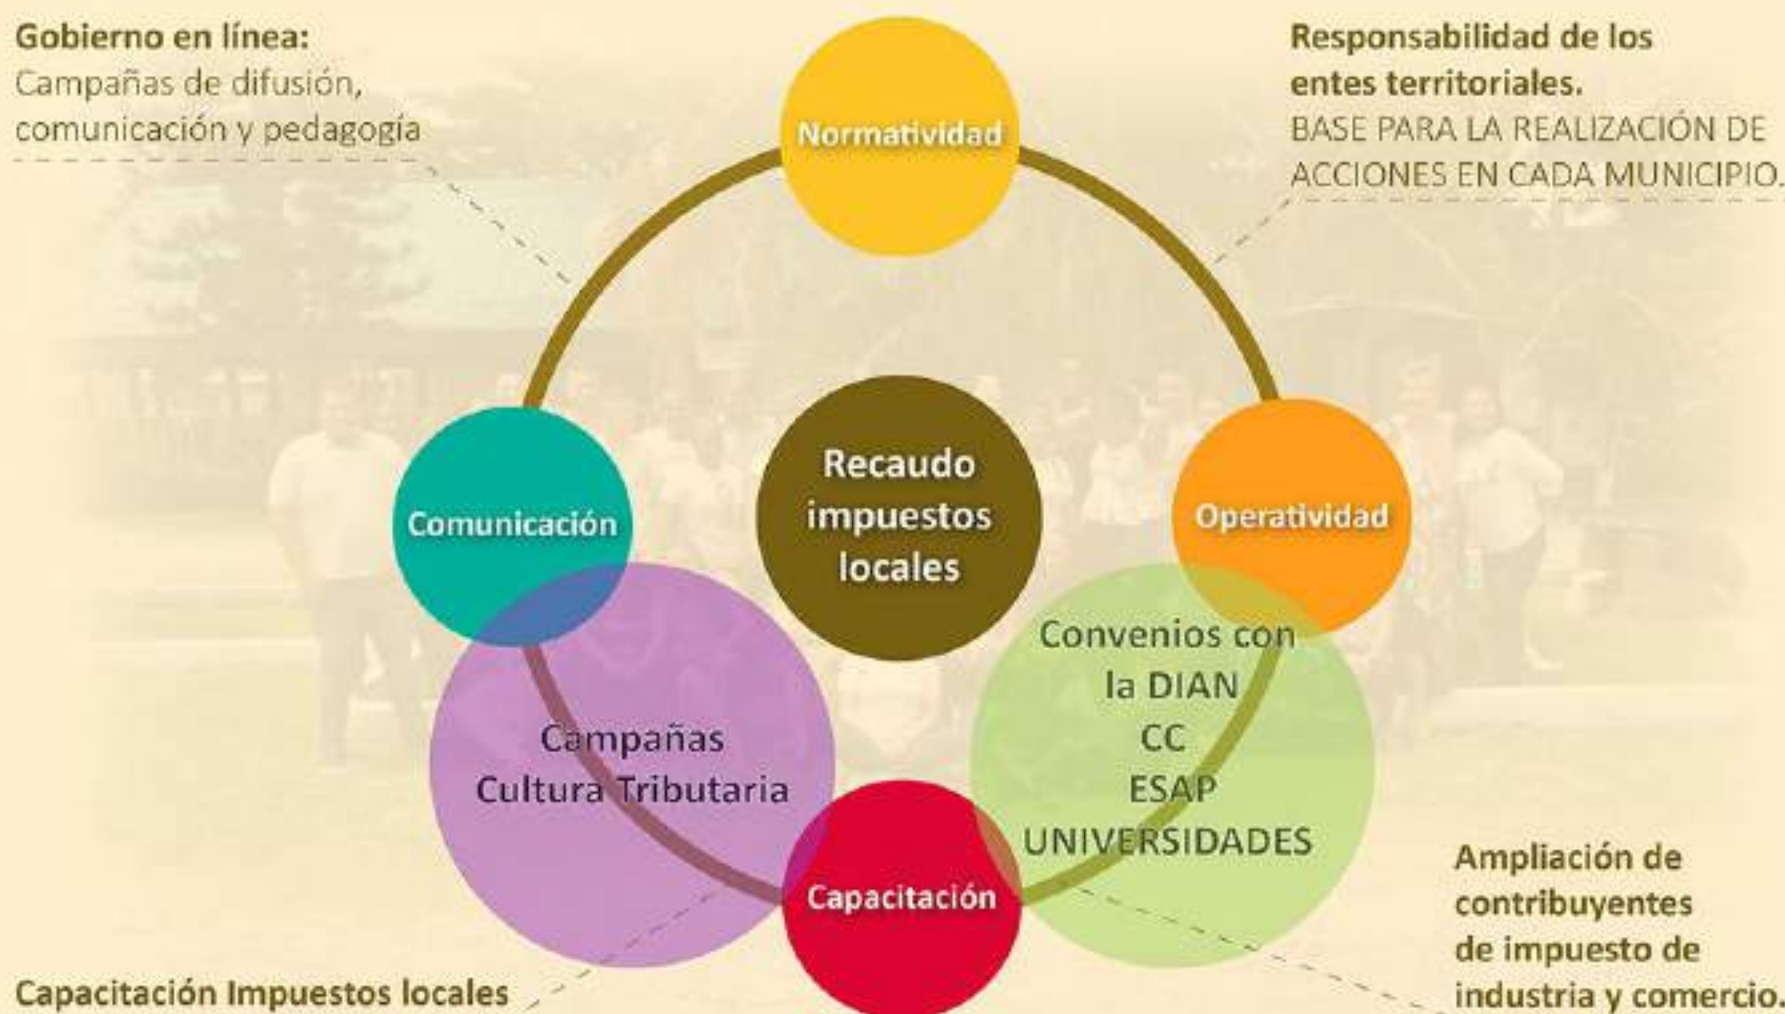 Gobierno en línea:
Campañas de difusión,
comunicación y pedagogía
Responsabilidad de los
entes territoriales.
BASE PARA LA REALIZACIÓN DE
ACCIONES EN CADA MUNICIPIO.
Normatividad
Comunicación
Recaudo
impuestos
locales
Operatividad
Campañas
Cultura Tributaria
Convenios con
la DIAN
CC
ESAP
UNIVERSIDADES
Capacitación
Capacitación Impuestos locales
Ampliación de
contribuyentes
de impuesto de
industria y comercio.